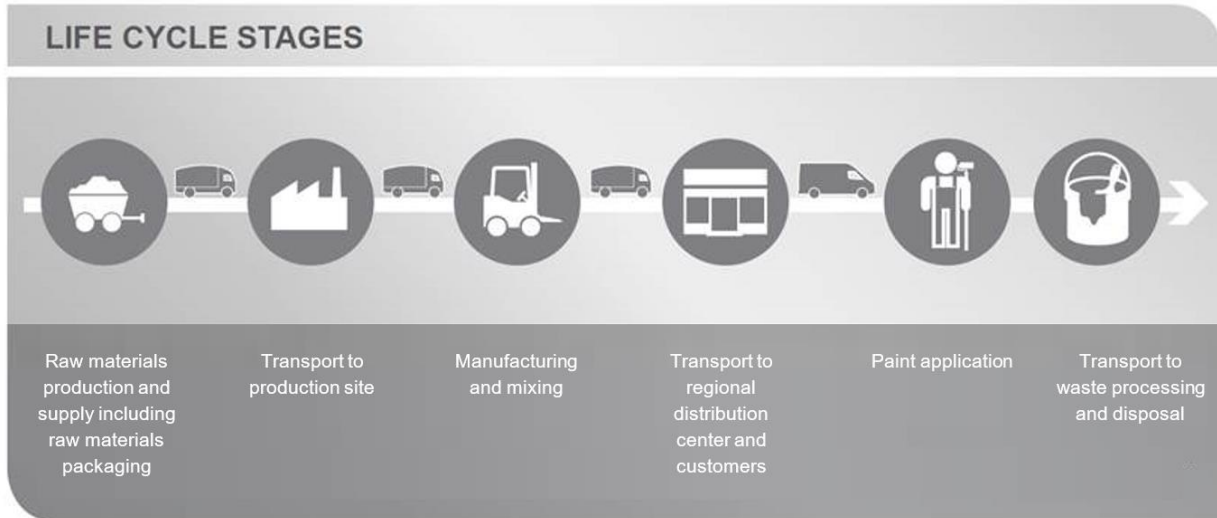 LIFE CYCLE STAGES
Raw materials
production and
supply including
raw materials
packaging
Transport to
production site
Manufacturing
and mixing
Transport to
regional
distribution
center and
customers
Paint application
Transport to
waste processing
and disposal